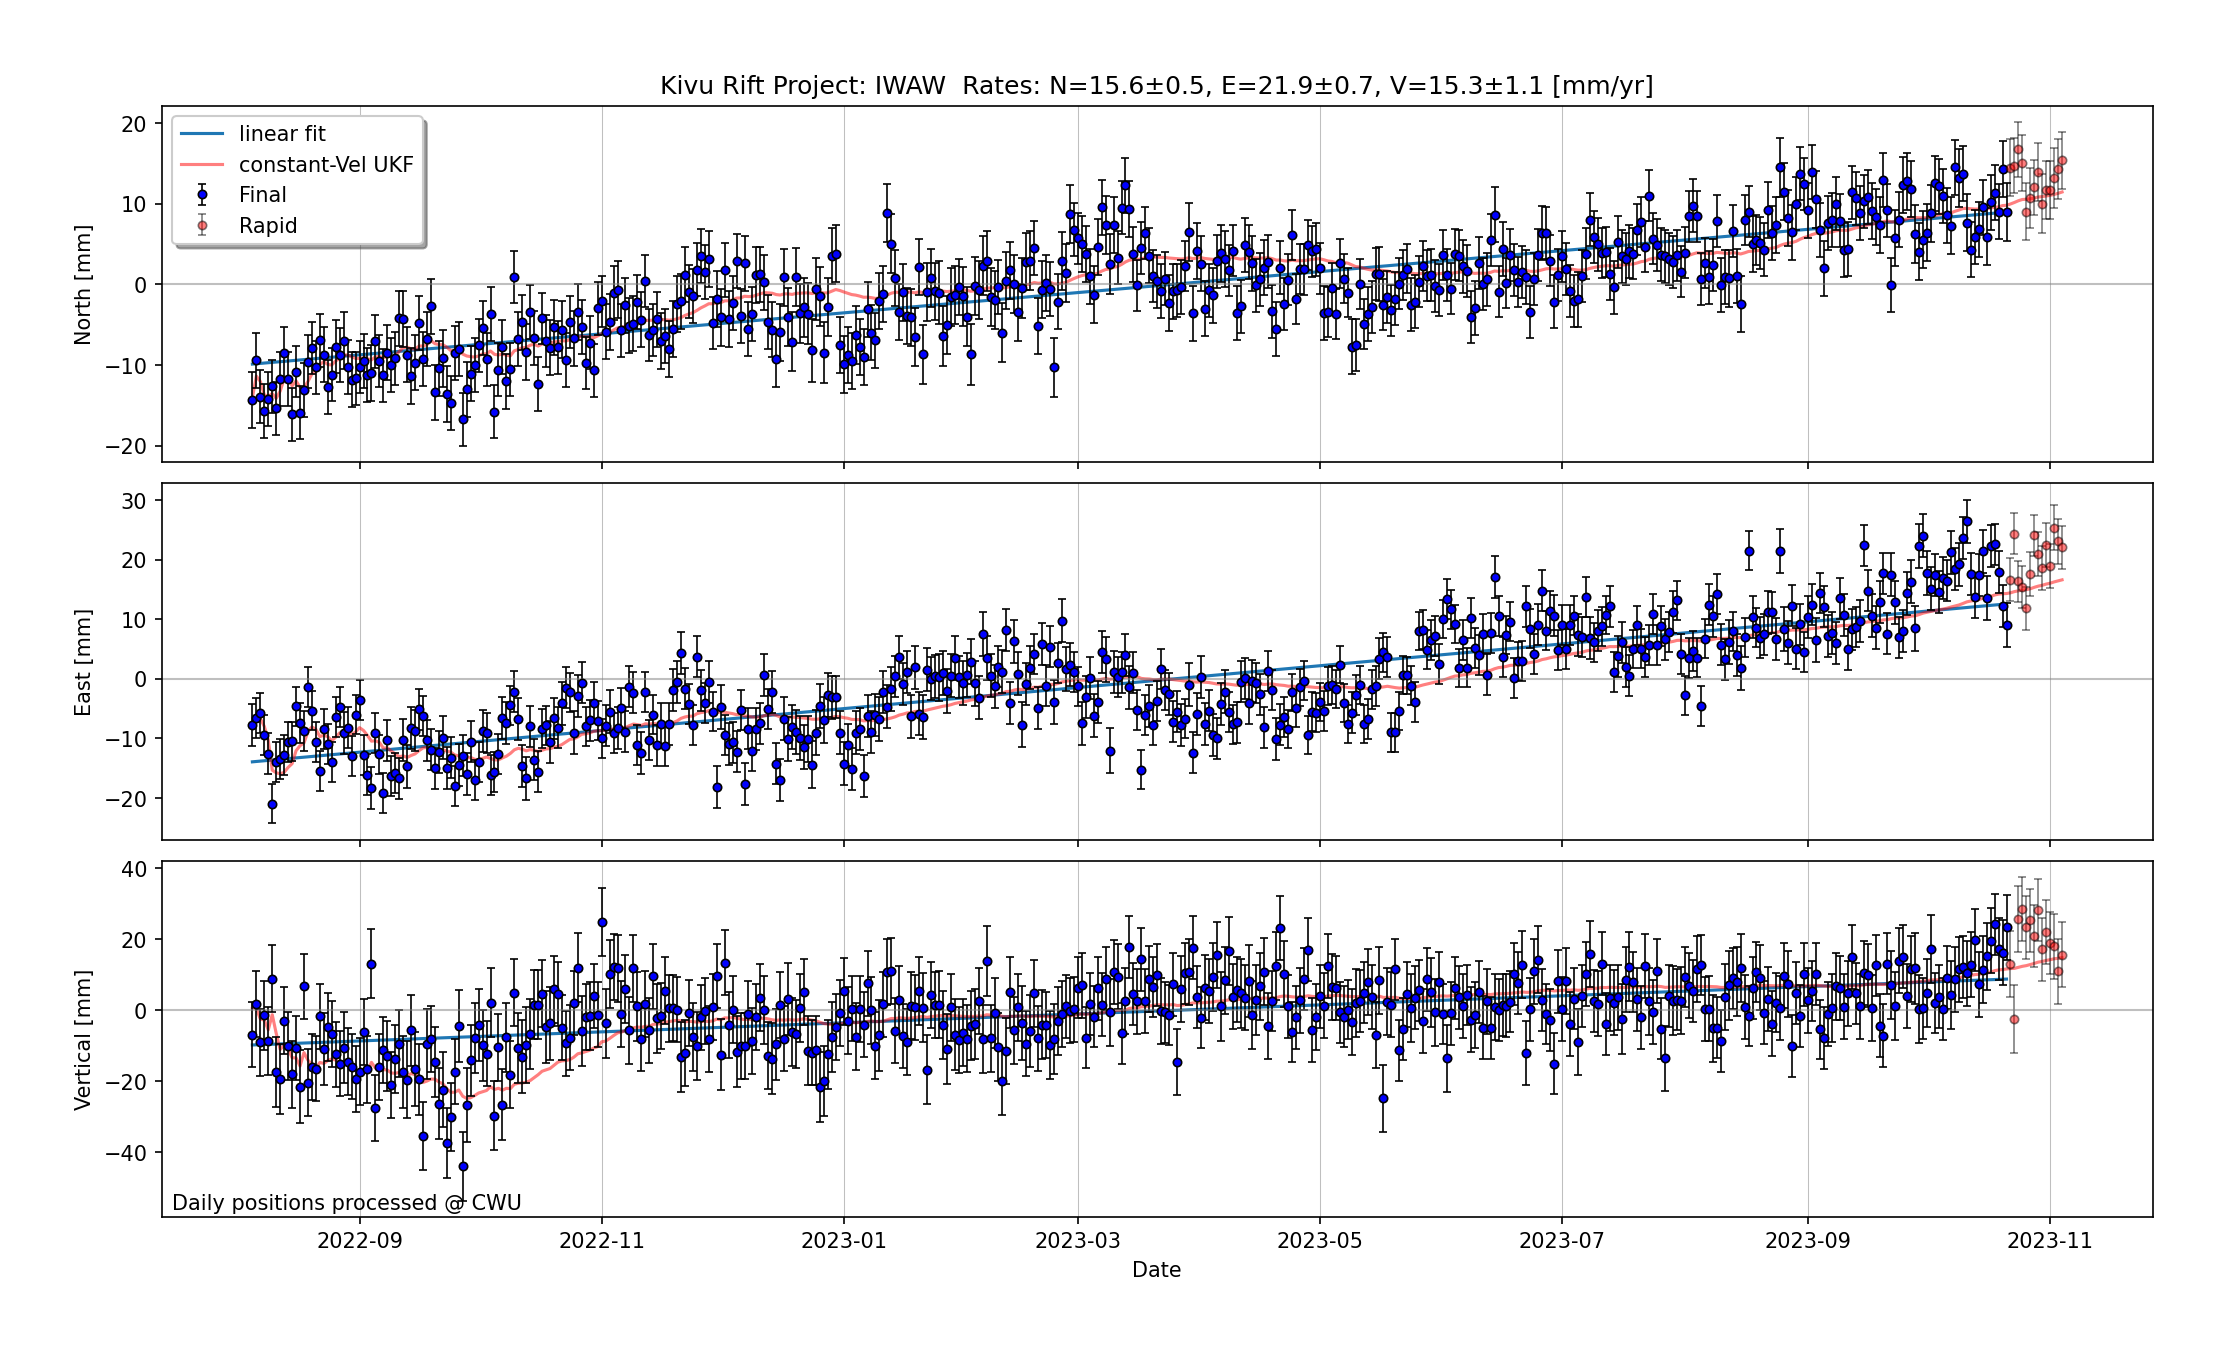 Kivu Rift Project: IWAW  Rates: N=15.6±0.5, E=21.9±0.7, V=15.3±1.1 [mm/yr]
linear fit
constant-Vel UKF
Final
Rapid
North [mm]
20
10
0
−10
−20
East [mm]
30
20
10
0
−10
−20
Vertical [mm]
40
20
0
−20
−40
Daily positions processed @ CWU
2022-09 2022-11 2023-01 2023-03 2023-05 2023-07 2023-09 2023-11
Date